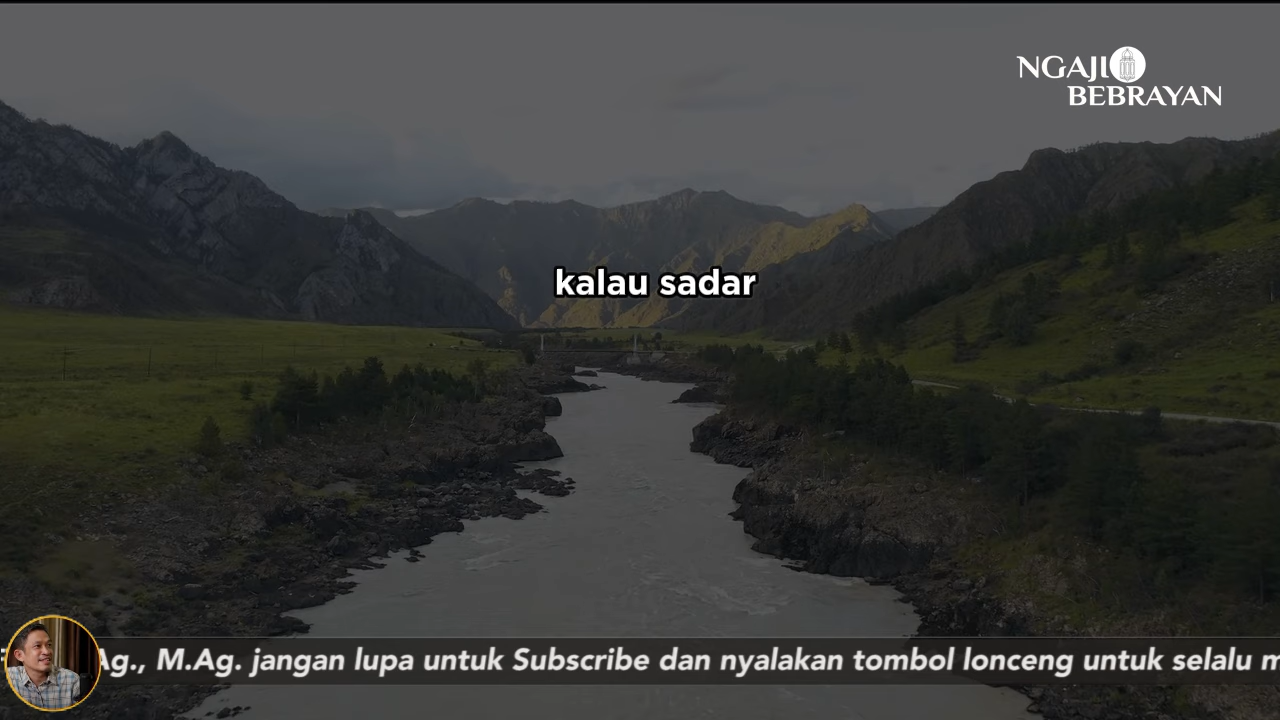 NGAJI
BEBRAYAN
kalau sadar
Ag., M.Ag. jangan lupa untuk Subscribe dan nyalakan tombol lonceng untuk selalu